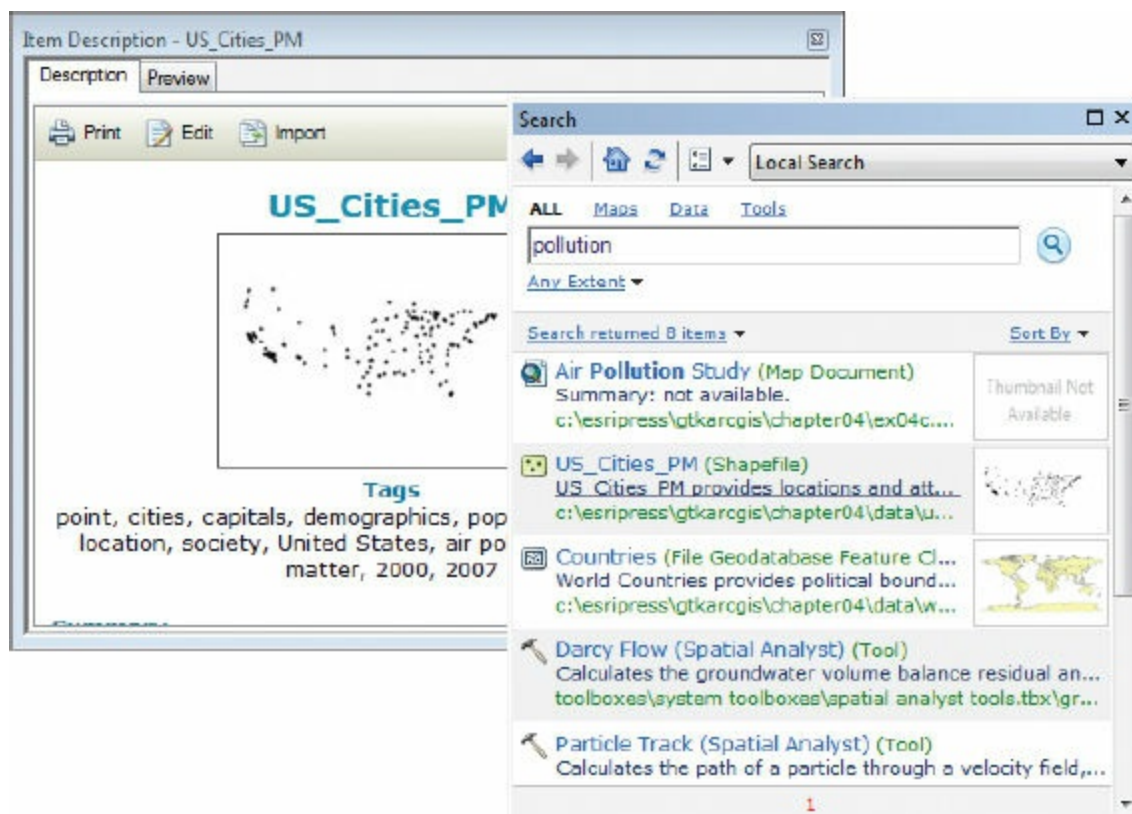 Item Description - US_Cities_PM
Description Preview
Print Edit Import
US_Cities_PM
Tags
point, cities, capitals, demographics, pop
location, society, United States, air po
matter, 2000, 2007
Search
Local Search
ALL Maps Data Tools
pollution
Any Extent
Search returned 8 items Sort By
Air Pollution Study (Map Document)
Summary: not available.
c:\esripress\gtkarcgis\chapter04\ex04c....
Thumbnail Not
Available
US_Cities_PM (Shapefile)
US_Cities_PM provides locations and att...
c:\esripress\gtkarcgis\chapter04\data\u...
Countries (File Geodatabase Feature Cl...
World Countries provides political bound...
c:\esripress\gtkarcgis\chapter04\data\w...
Darcy Flow (Spatial Analyst) (Tool)
Calculates the groundwater volume balance residual an...
toolboxes\system toolboxes\spatial analyst tools.tbx\gr...
Particle Track (Spatial Analyst) (Tool)
Calculates the path of a particle through a velocity field,...
1